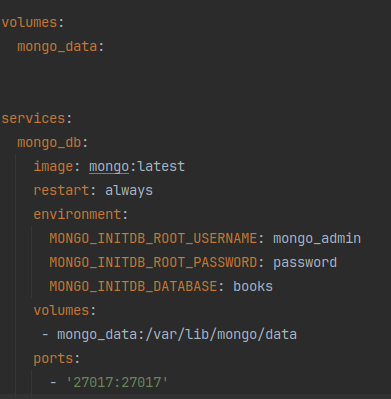 volumes:
  mongo_data:
services:
  mongo_db:
    image: mongo:latest
    restart: always
    environment:
      MONGO_INITDB_ROOT_USERNAME: mongo_admin
      MONGO_INITDB_ROOT_PASSWORD: password
      MONGO_INITDB_DATABASE: books
    volumes:
     - mongo_data:/var/lib/mongo/data
    ports:
      - '27017:27017'